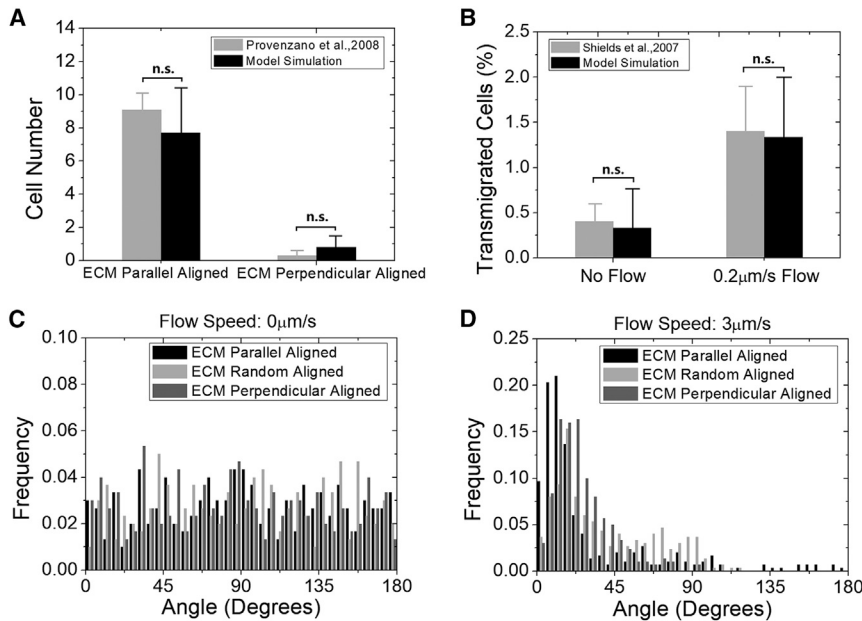 A
14
12
10
8
6
4
2
0
Cell Number
Provenzano et al.,2008
Model Simulation
n.s.
n.s.
ECM Parallel Aligned ECM Perpendicular Aligned
B
2.5
2.0
1.5
1.0
0.5
0.0
Transmigrated Cells (%)
Shields et al.,2007
Model Simulation
n.s.
n.s.
No Flow 0.2μm/s Flow
C
Flow Speed: 0μm/s
0.10
0.08
0.06
0.04
0.02
0.00
Frequency
ECM Parallel Aligned
ECM Random Aligned
ECM Perpendicular Aligned
0 45 90 135 180
Angle (Degrees)
D
Flow Speed: 3μm/s
0.25
0.20
0.15
0.10
0.05
0.00
Frequency
ECM Parallel Aligned
ECM Random Aligned
ECM Perpendicular Aligned
0 45 90 135 180
Angle (Degrees)